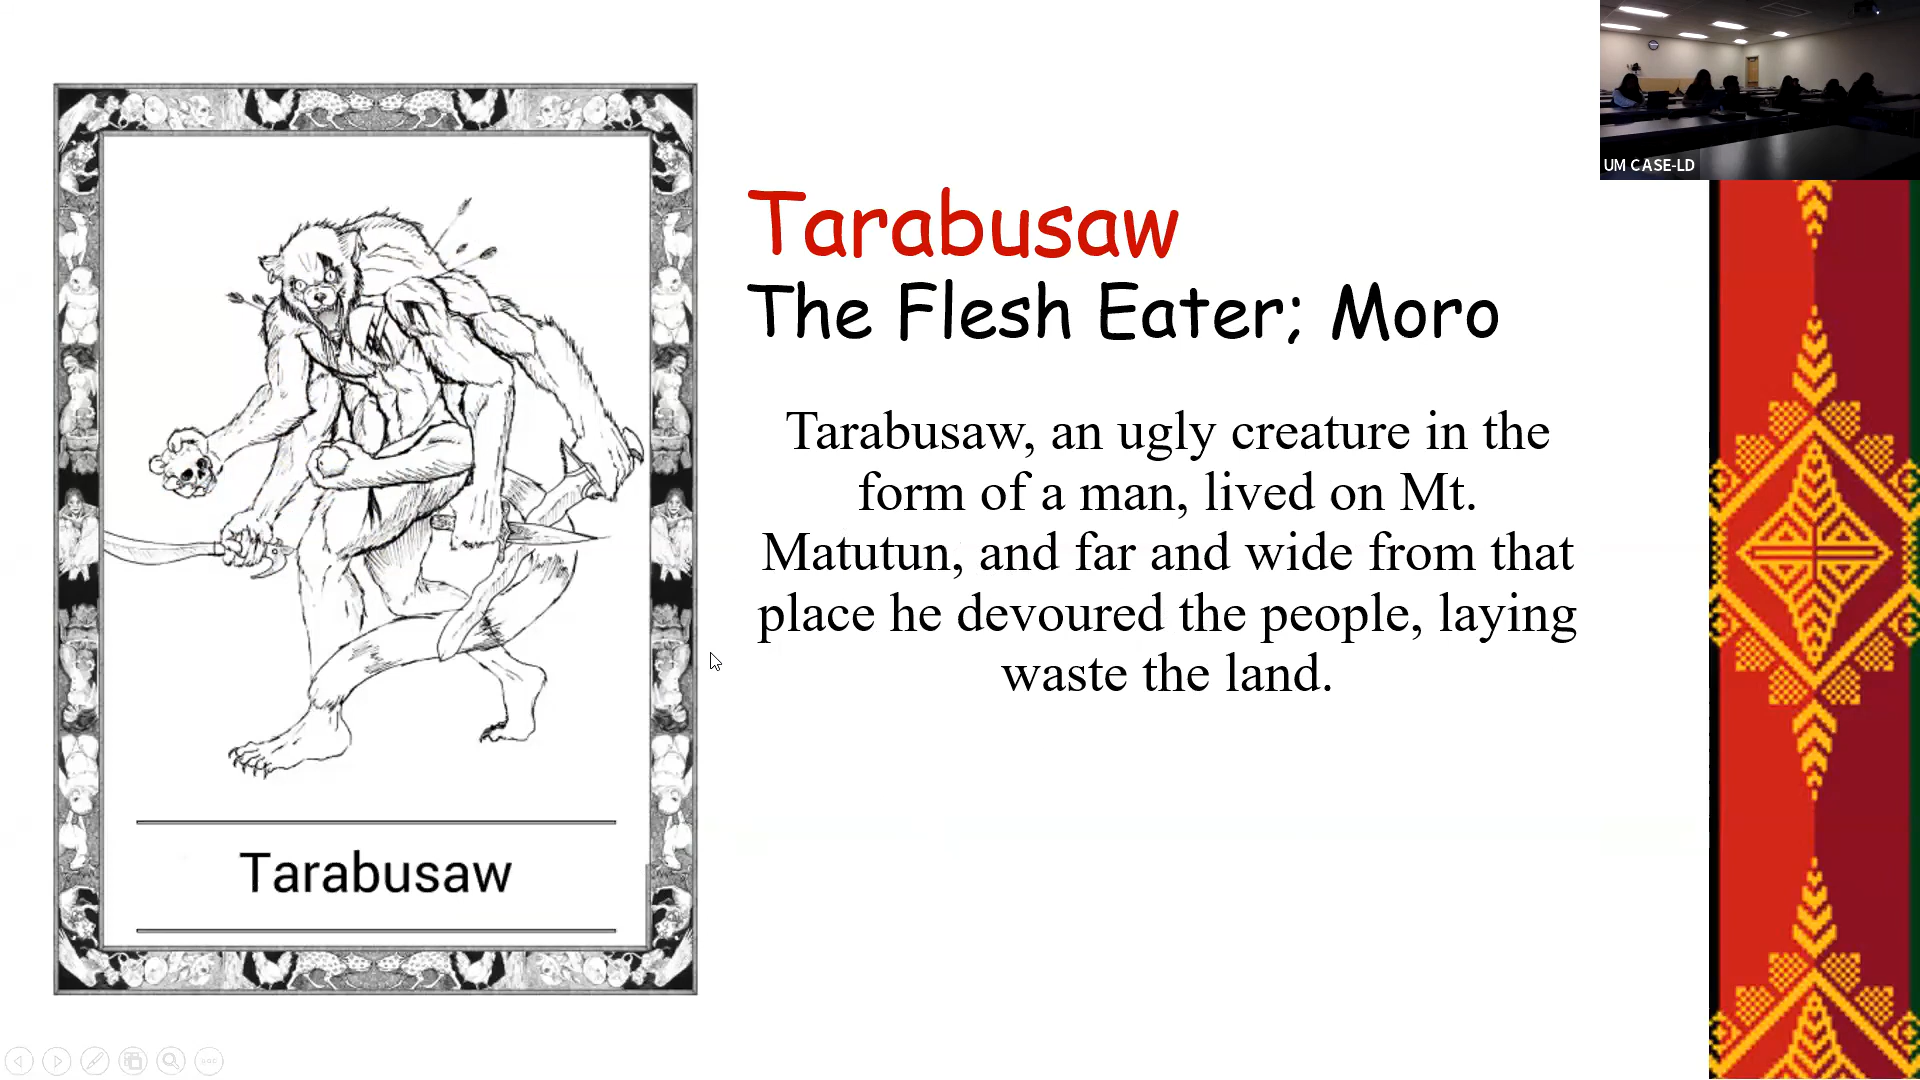 UM CASE-LD
Tarabusaw
The Flesh Eater; Moro
Tarabusaw, an ugly creature in the
form of a man, lived on Mt.
Matutun, and far and wide from that
place he devoured the people, laying
waste the land.
Tarabusaw